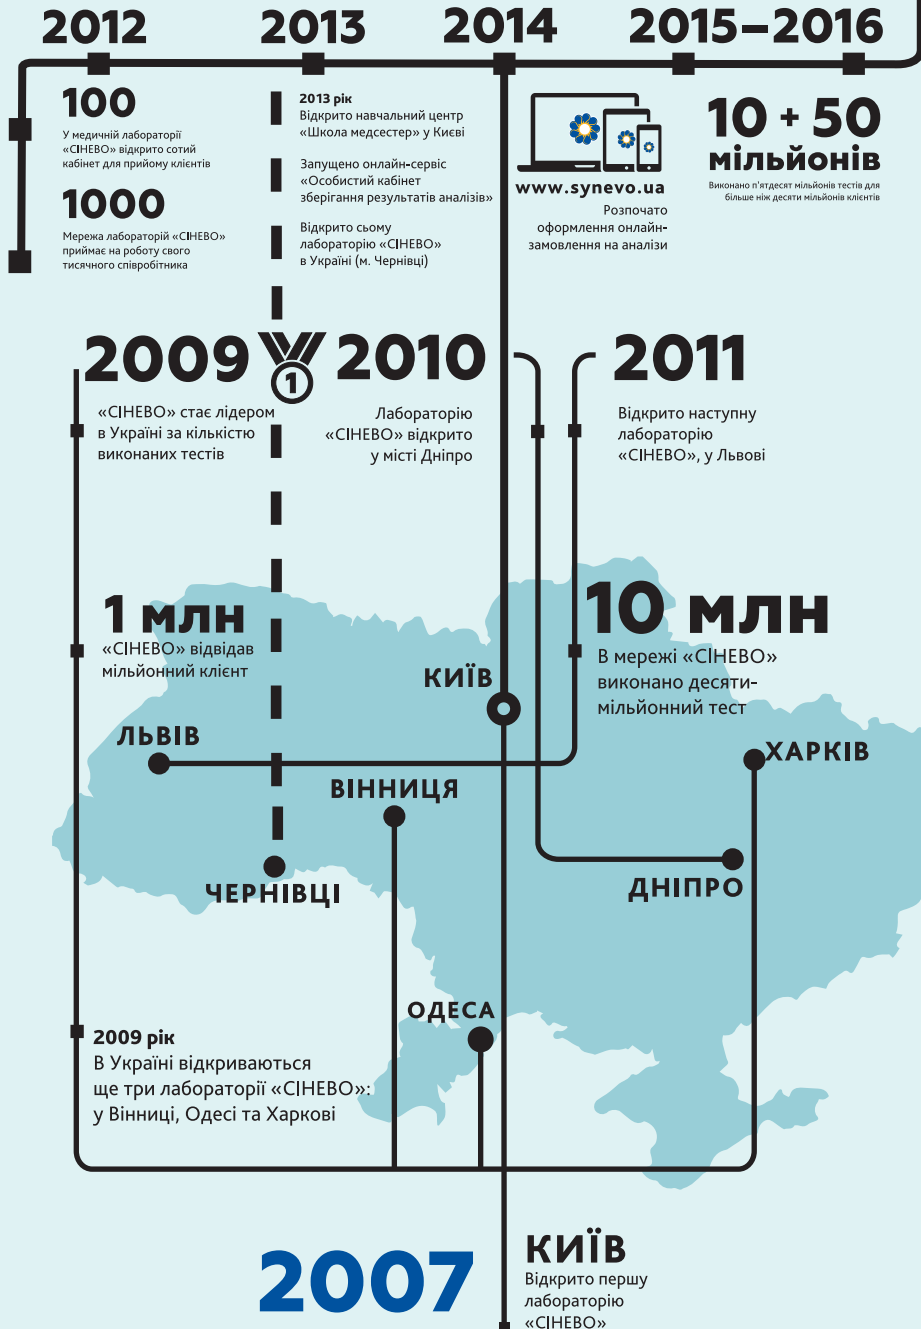 2012
100
У медичній лабораторії
«СІНЕВО» відкрито сотий
кабінет для прийому клієнтів
1000
Мережа лабораторій «СІНЕВО»
приймає на роботу свого
тисячного співробітника
2013
2013 рік
Відкрито навчальний центр
«Школа медсестер» у Києві
Запущено онлайн-сервіс
«Особистий кабінет
зберігання результатів аналізів»
Відкрито сьому
лабораторію «СІНЕВО»
в Україні (м. Чернівці)
2014
www.synevo.ua
Розпочато
оформлення онлайн-
замовлення на аналізи
2015–2016
10 + 50
мільйонів
Виконано п'ятдесят мільйонів тестів для
більше ніж десяти мільйонів клієнтів
2009
1
«СІНЕВО» стає лідером
в Україні за кількістю
виконаних тестів
2010
Лабораторію
«СІНЕВО» відкрито
у місті Дніпро
2011
Відкрито наступну
лабораторію
«СІНЕВО», у Львові
1 млн
«СІНЕВО» відвідав
мільйонний клієнт
10 млн
В мережі «СІНЕВО»
виконано десяти-
мільйонний тест
КИЇВ
ЛЬВІВ
ХАРКІВ
ВІННИЦЯ
ЧЕРНІВЦІ
ДНІПРО
ОДЕСА
2009 рік
В Україні відкриваються
ще три лабораторії «СІНЕВО»:
у Вінниці, Одесі та Харкові
2007
КИЇВ
Відкрито першу
лабораторію
«СІНЕВО»